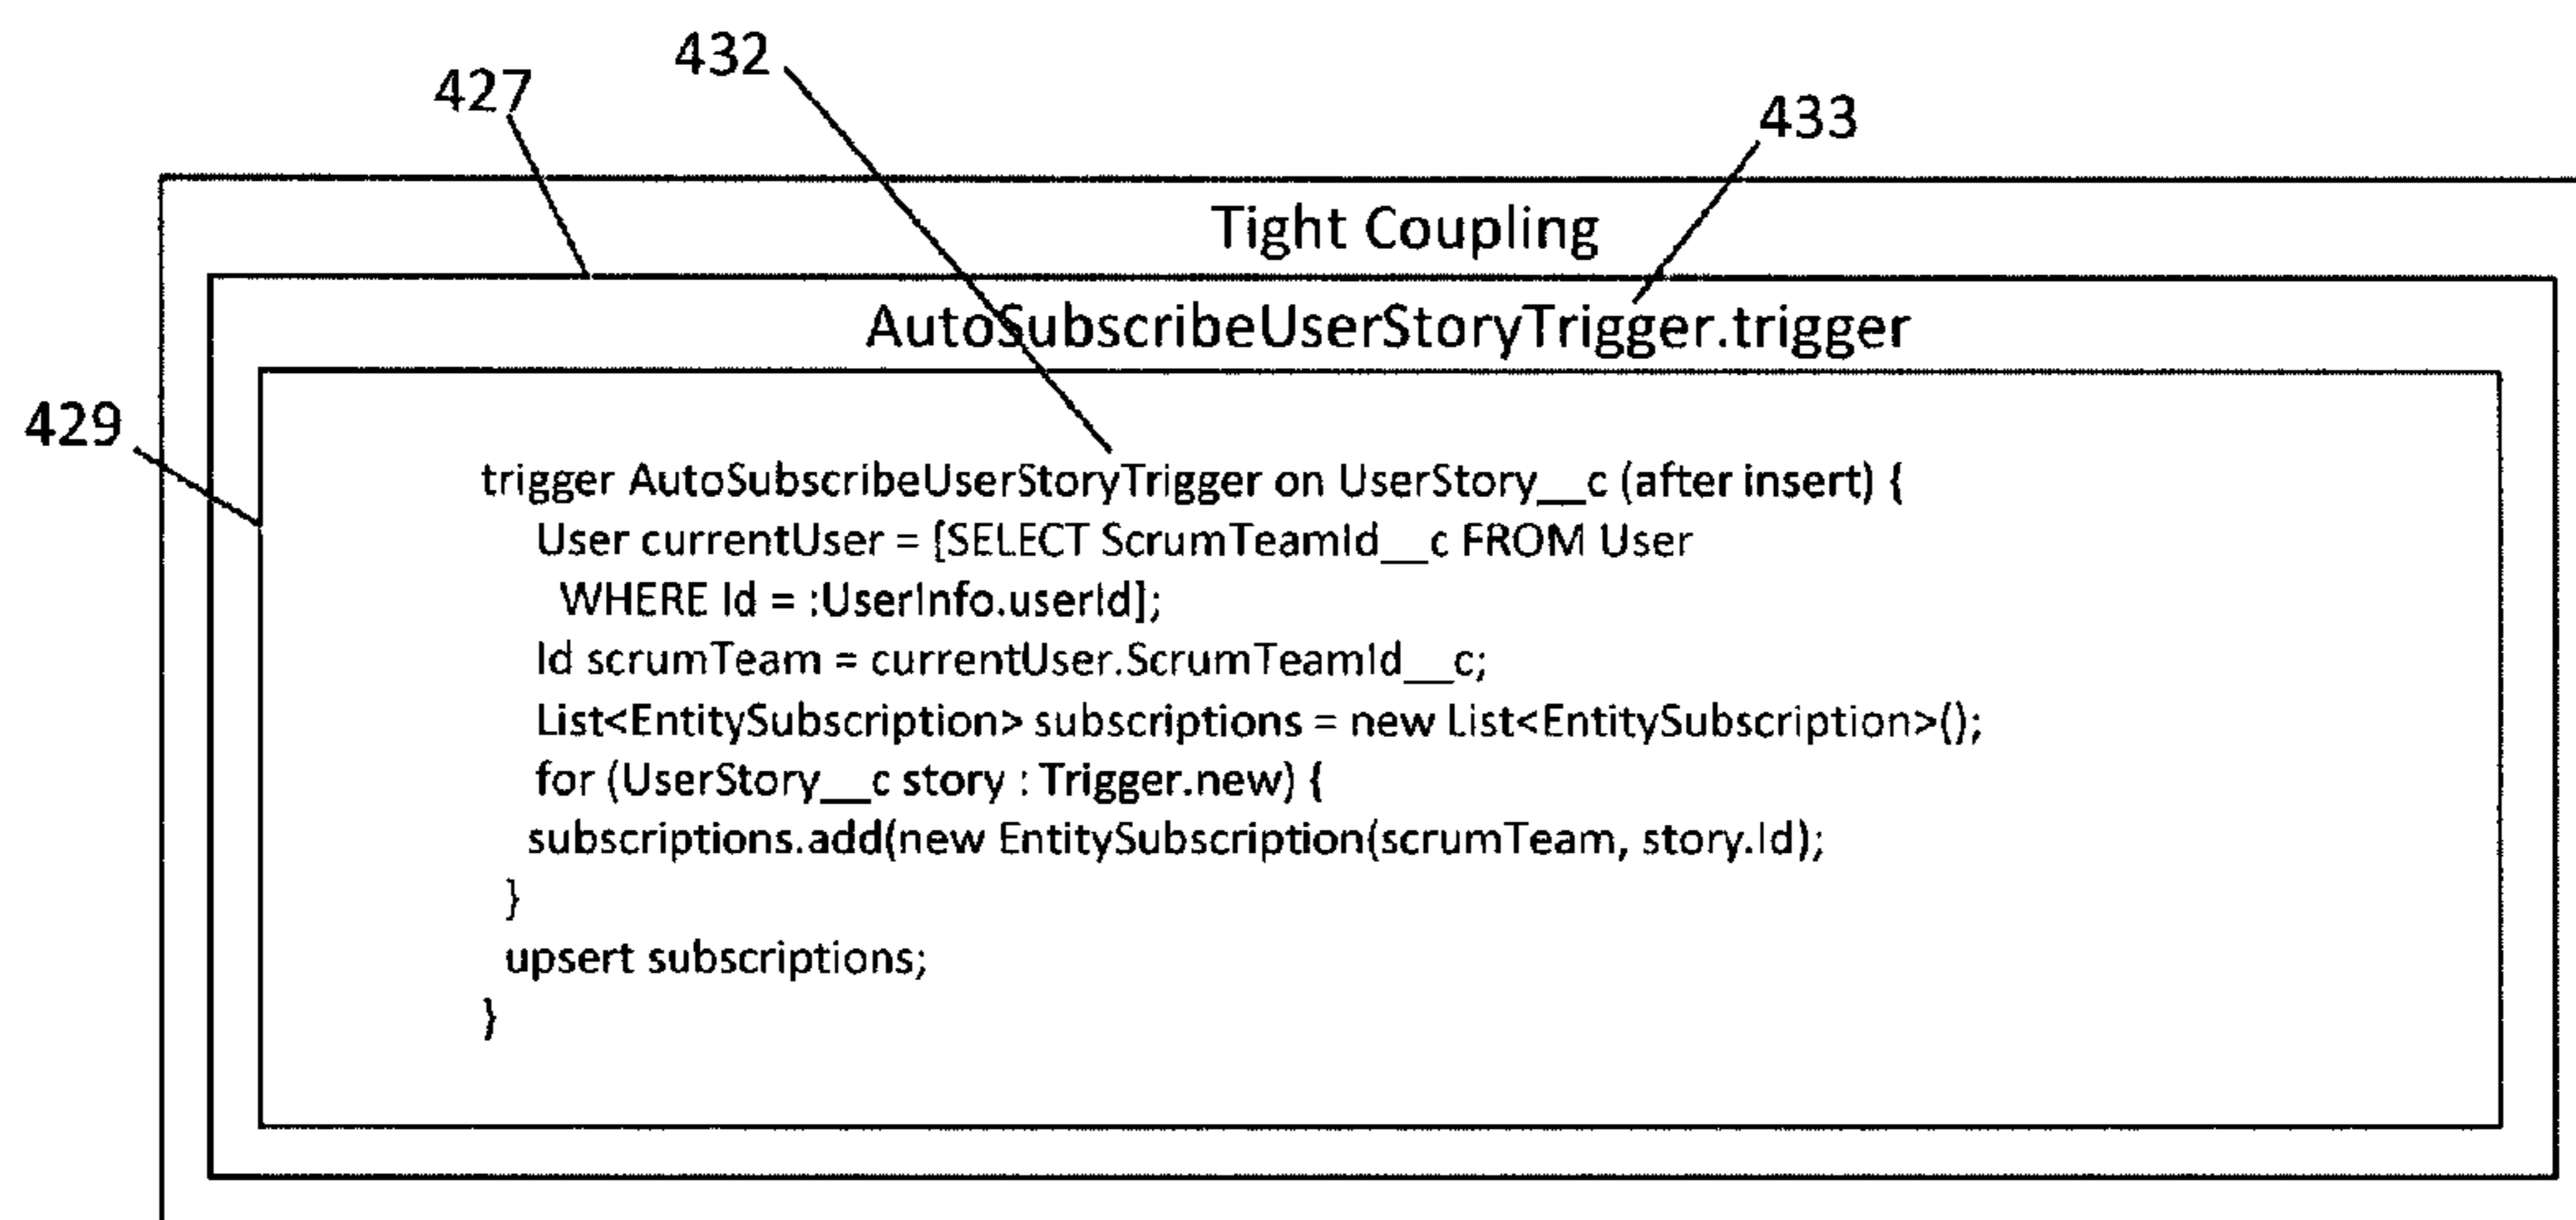 432
427
433
Tight Coupling
AutoSubscribeUserStoryTrigger.trigger
429
trigger AutoSubscribeUserStoryTrigger on UserStory__c (after insert) {
User currentUser = [SELECT ScrumTeamId__c FROM User
WHERE Id = :UserInfo.userId];
Id scrumTeam = currentUser.ScrumTeamId__c;
List<EntitySubscription> subscriptions = new List<EntitySubscription>();
for (UserStory__c story : Trigger.new) {
subscriptions.add(new EntitySubscription(scrumTeam, story.Id);
}
upsert subscriptions;
}